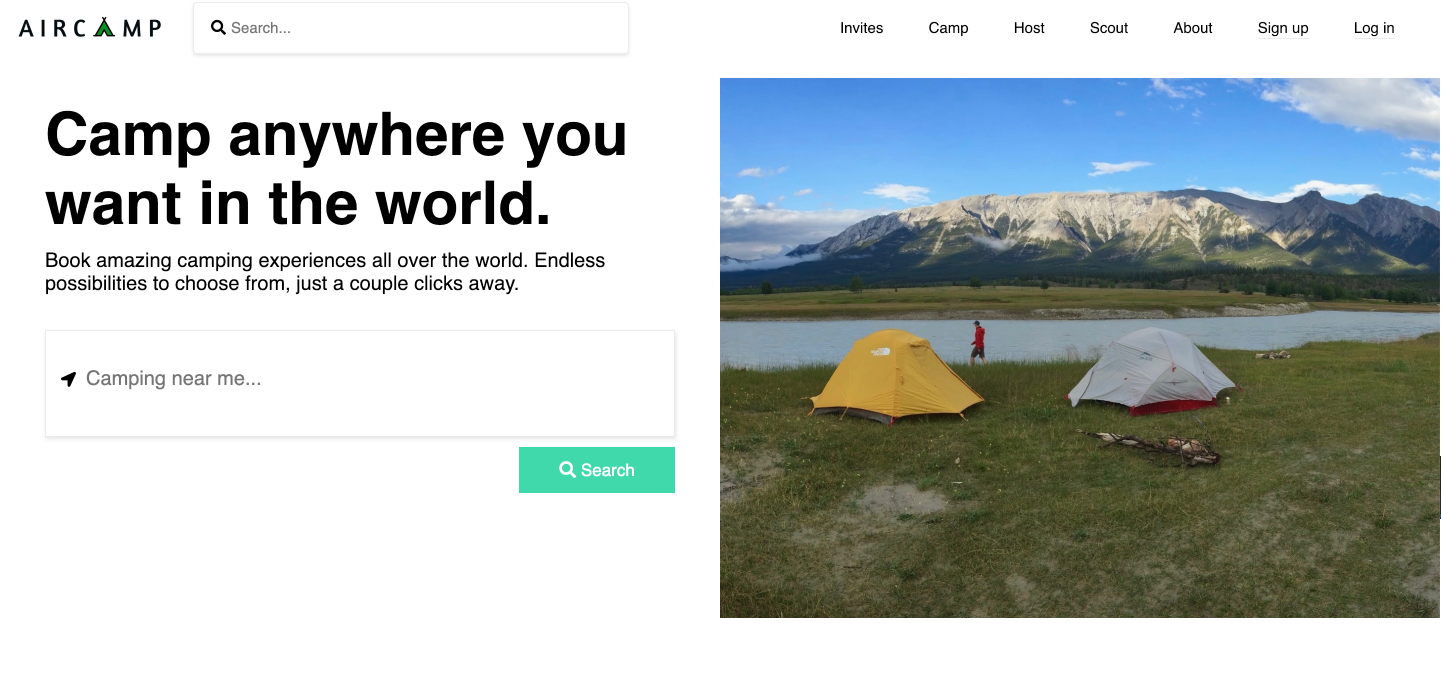 AIRCAMP
Search...
Invites
Camp
Host
Scout
About
Sign up
Log in
Camp anywhere you
want in the world.
Book amazing camping experiences all over the world. Endless
possibilities to choose from, just a couple clicks away.
Camping near me...
Search